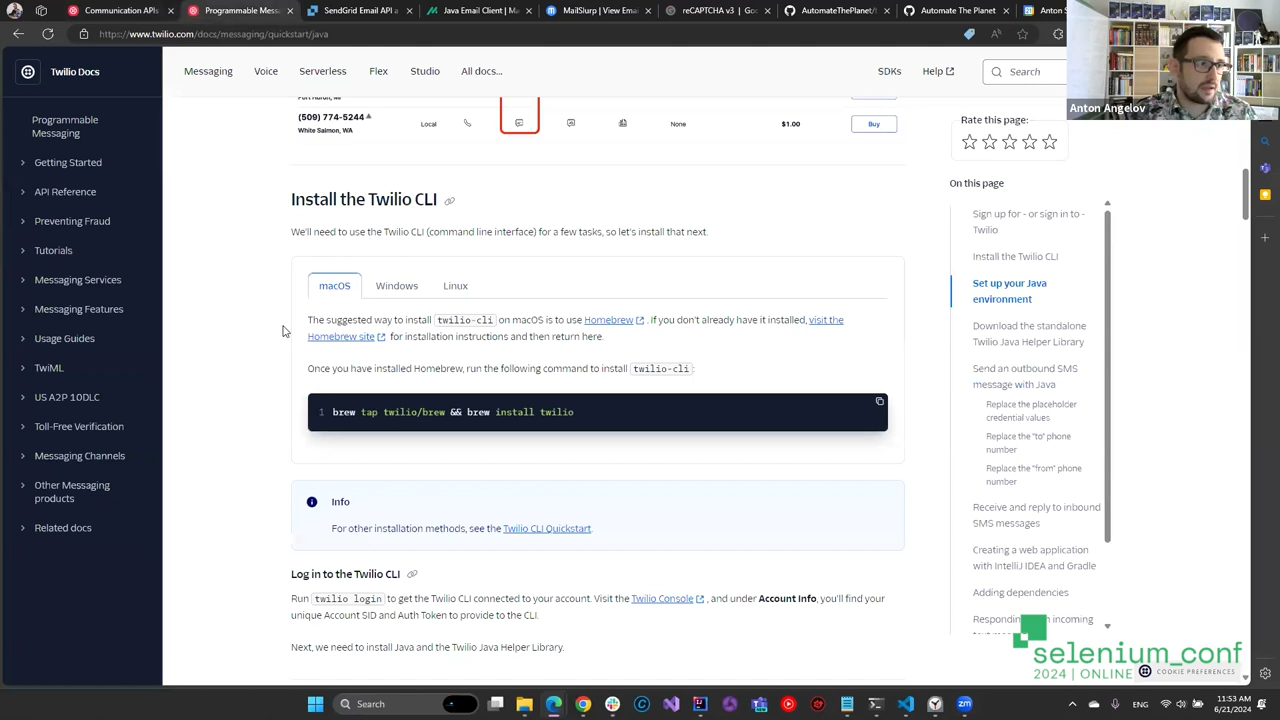 Communica
Messaging
Sendgrid Email API a
Java Email
MailSlurp | View Ema
reCAPTCHA v3 | Goo
AutomateThePlanet/
Automate The Planet
Anton
https://www.twilio.com/docs/messaging/quickstart/java
Anton Angelov
Twilio Docs
Messaging
Voice
Serverless
Flex
Studio
All docs...
SDKs
Help
Search
Programmable
Messaging
Getting Started
API Reference
Preventing Fraud
Tutorials
Messaging Services
Messaging Features
Usage Guides
TwiML
US A2P 10DLC
Toll-Free Verification
Messaging Channels
Other Messaging
products
Related docs
Port Huron, MI
(509) 774-5244
White Salmon, WA
Local
None
$1.00
Buy
Install the Twilio CLI
We'll need to use the Twilio CLI (command line interface) for a few tasks, so let's install that next.
macOS
Windows
Linux
The suggested way to install twilio-cli on macOS is to use Homebrew . If you don't already have it installed, visit the
Homebrew site for installation instructions and then return here.
Once you have installed Homebrew, run the following command to install twilio-cli:
1 brew tap twilio/brew && brew install twilio
Info
For other installation methods, see the Twilio CLI Quickstart.
Log in to the Twilio CLI
Run twilio login to get the Twilio CLI connected to your account. Visit the Twilio Console , and under Account Info, you'll find your
unique Account SID and Auth Token to provide to the CLI.
Next, we need to install Java and the Twilio Java Helper Library.
Rate this page:
On this page
Sign up for - or sign in to -
Twilio
Install the Twilio CLI
Set up your Java
environment
Download the standalone
Twilio Java Helper Library
Send an outbound SMS
message with Java
Replace the placeholder
credential values
Replace the "to" phone
number
Replace the "from" phone
number
Receive and reply to inbound
SMS messages
Creating a web application
with IntelliJ IDEA and Gradle
Adding dependencies
selenium_conf
2024 | ONLINE
COOKIE PREFERENCES
Search
11:53 AM
6/21/2024